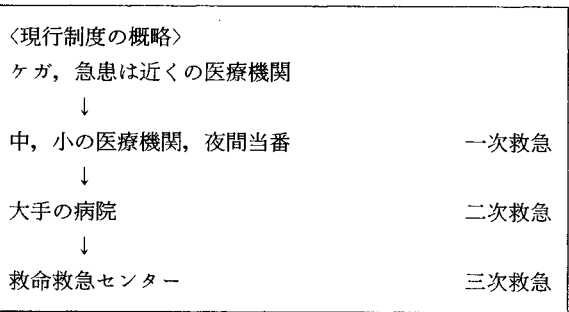 〈現行制度の概略〉
ケガ，急患は近くの医療機関
↓
中，小の医療機関，夜間当番 一次救急
↓
大手の病院 二次救急
↓
救命救急センター 三次救急